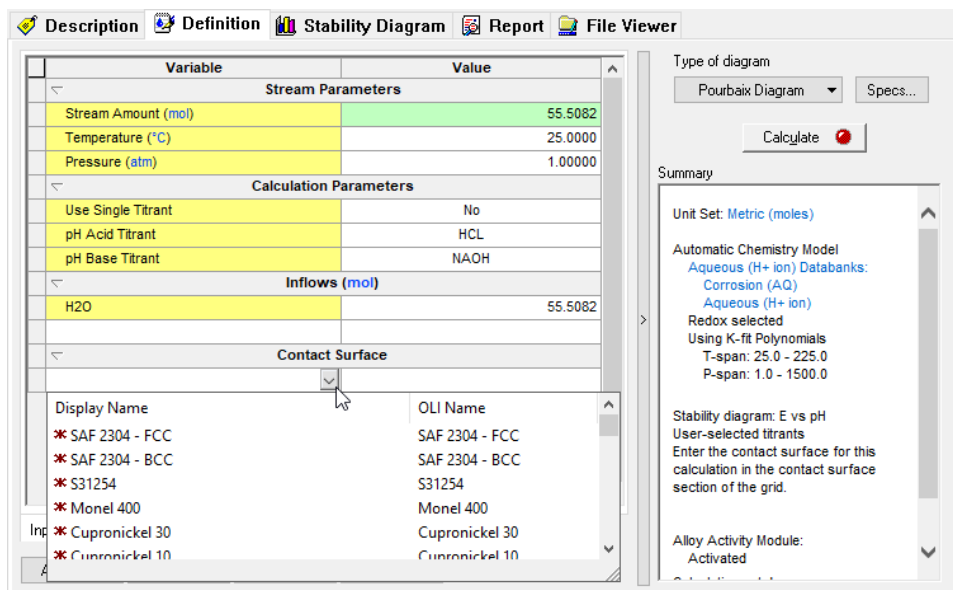 Description Definition Stability Diagram Report File Viewer
Variable Value
Stream Parameters
Stream Amount (mol) 55.5082
Temperature (°C) 25.0000
Pressure (atm) 1.00000
Calculation Parameters
Use Single Titrant No
pH Acid Titrant HCL
pH Base Titrant NAOH
Inflows (mol)
H2O 55.5082
Contact Surface
Display Name OLI Name
SAF 2304 - FCC SAF 2304 - FCC
SAF 2304 - BCC SAF 2304 - BCC
S31254 S31254
Monel 400 Monel 400
Cupronickel 30 Cupronickel 30
Cupronickel 10 Cupronickel 10
Inp
A
>
Type of diagram
Pourbaix Diagram Specs...
Calculate
Summary
Unit Set: Metric (moles)
Automatic Chemistry Model
Aqueous (H+ ion) Databanks:
Corrosion (AQ)
Aqueous (H+ ion)
Redox selected
Using K-fit Polynomials
T-span: 25.0 - 225.0
P-span: 1.0 - 1500.0
Stability diagram: E vs pH
User-selected titrants
Enter the contact surface for this
calculation in the contact surface
section of the grid.
Alloy Activity Module:
Activated